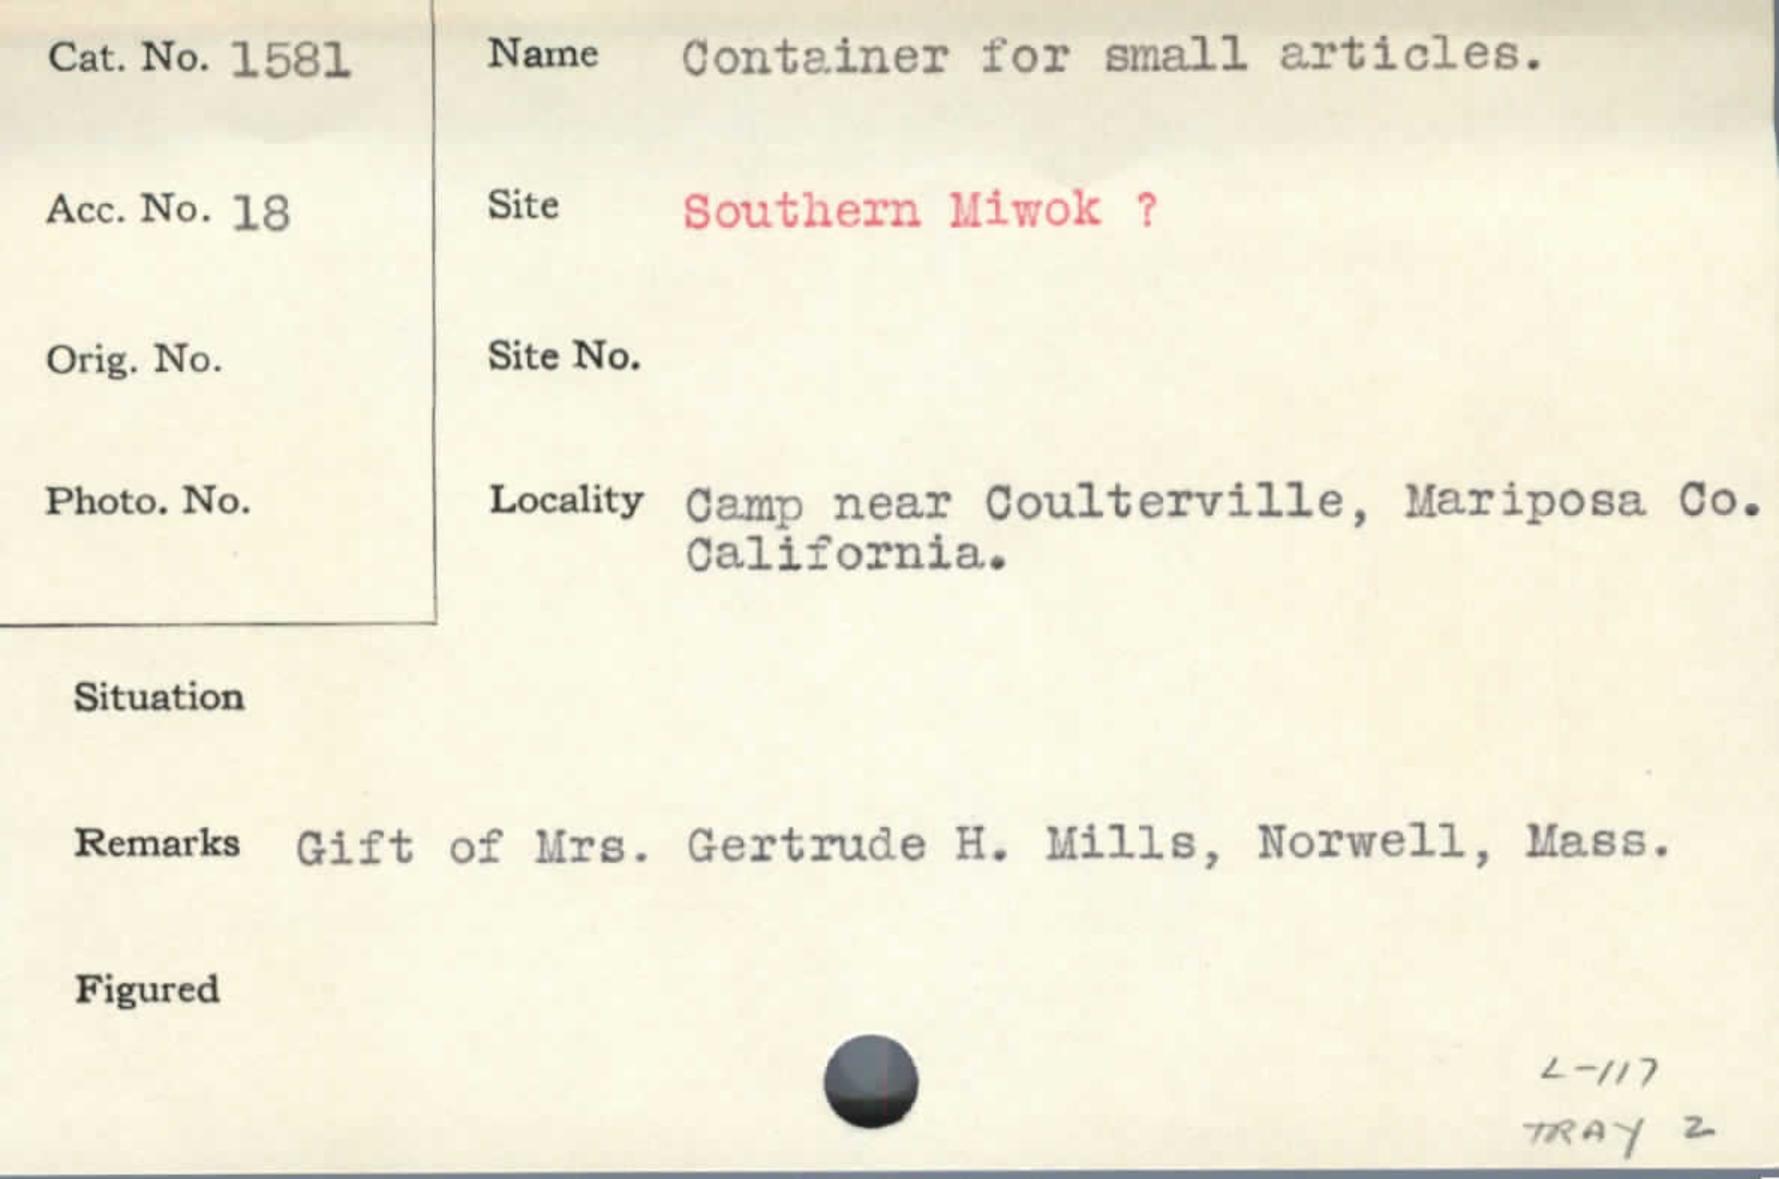 Cat. No. 1581
Name Container for small articles.
Acc. No. 18
Site Southern Miwok ?
Orig. No.
Site No.
Photo. No.
Locality Camp near Coulterville, Mariposa Co.
California.
Situation
Remarks Gift of Mrs. Gertrude H. Mills, Norwell, Mass.
Figured
L-117
TRAY 2